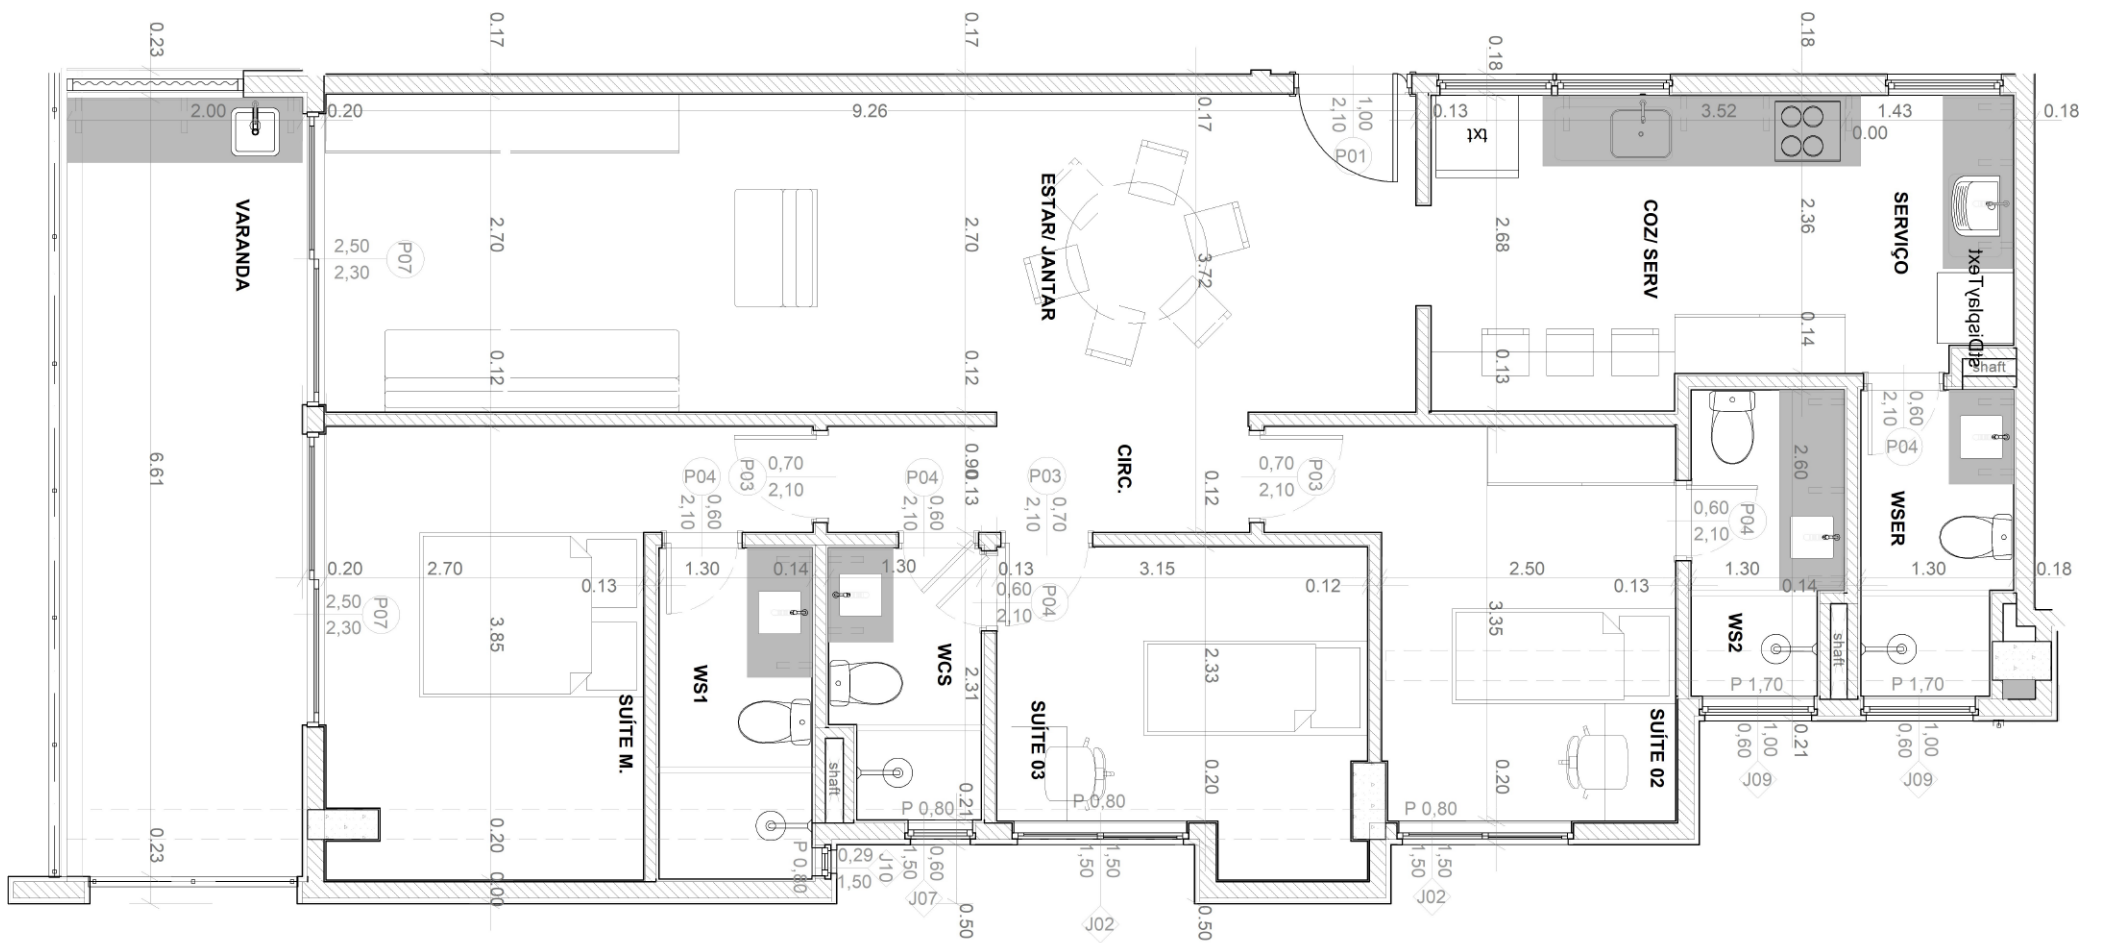 0.23
0.17
0.17
0.18
0.18
2.00
0.20
9.26
0.17
1,00
2,10
P01
0.13
txt
3.52
1.43
0.00
0.18
VARANDA
2,50
2,30
P07
2.70
2.70
ESTAR/ JANTAR
3.72
2.68
COZ/ SERV
2.36
SERVIÇO
stDisplayText
0.12
0.12
0.13
0.14
shaft
6.61
P04
0,60
2,10
P03
0,70
2,10
P04
0,60
2,10
0.90
0.13
P03
0,70
2,10
CIRC.
0.12
0,70
2,10
P03
0,60
2,10
P04
2.60
0,60
2,10
P04
WSER
0.20
2.70
0.13
1.30
0.14
1.30
0.13
3.15
0.12
2.50
0.13
1.30
0.14
1.30
0.18
2,50
2,30
P07
0,60
2,10
P04
3.85
SUÍTE M.
WS1
WCS
2.31
SUÍTE 03
2.33
3.35
SUÍTE 02
WS2
shaft
P 1,70
P 1,70
1,00
0,60
J09
0.21
1,00
0,60
J09
shaft
P 0,80
0.21
P 0,80
0.20
P 0,80
0.20
0.23
0.20
0.00
P 0,80
0,29
1,50
J10
0,60
1,50
J07
0.50
1,50
1,50
J02
0.50
1,50
1,50
J02